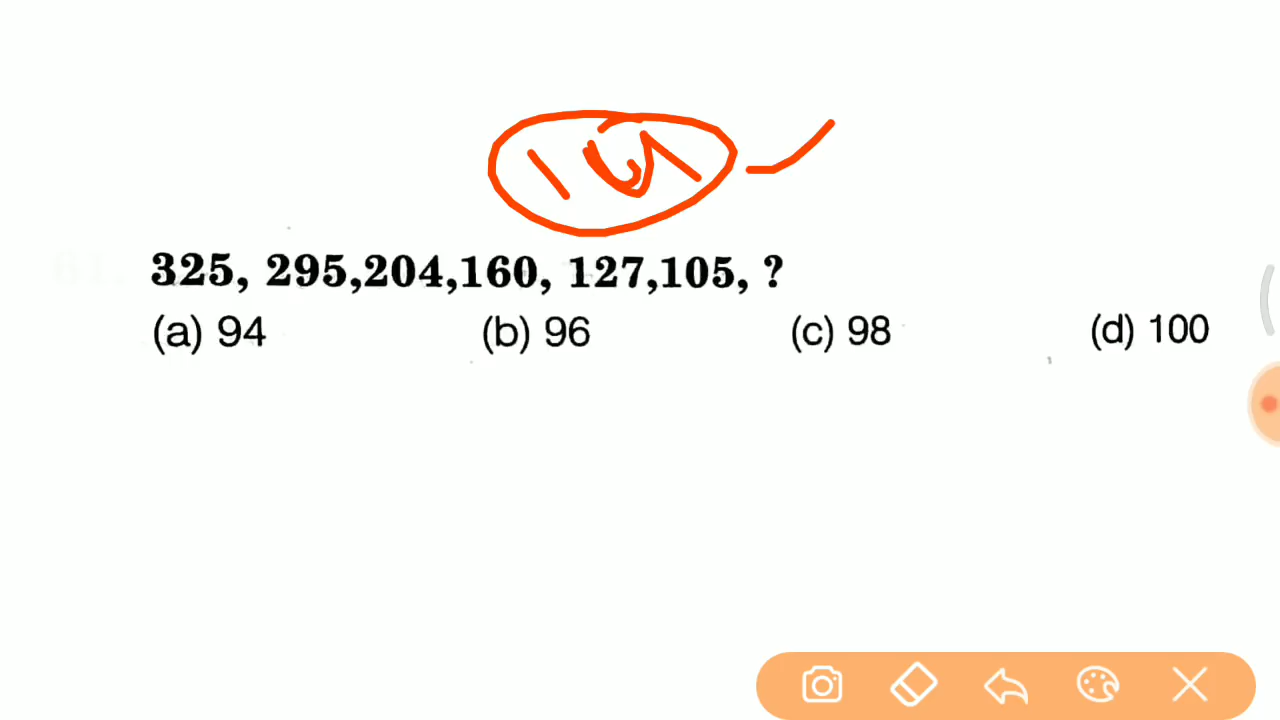 325, 295,204,160, 127,105, ?
(a) 94 (b) 96 (c) 98 (d) 100